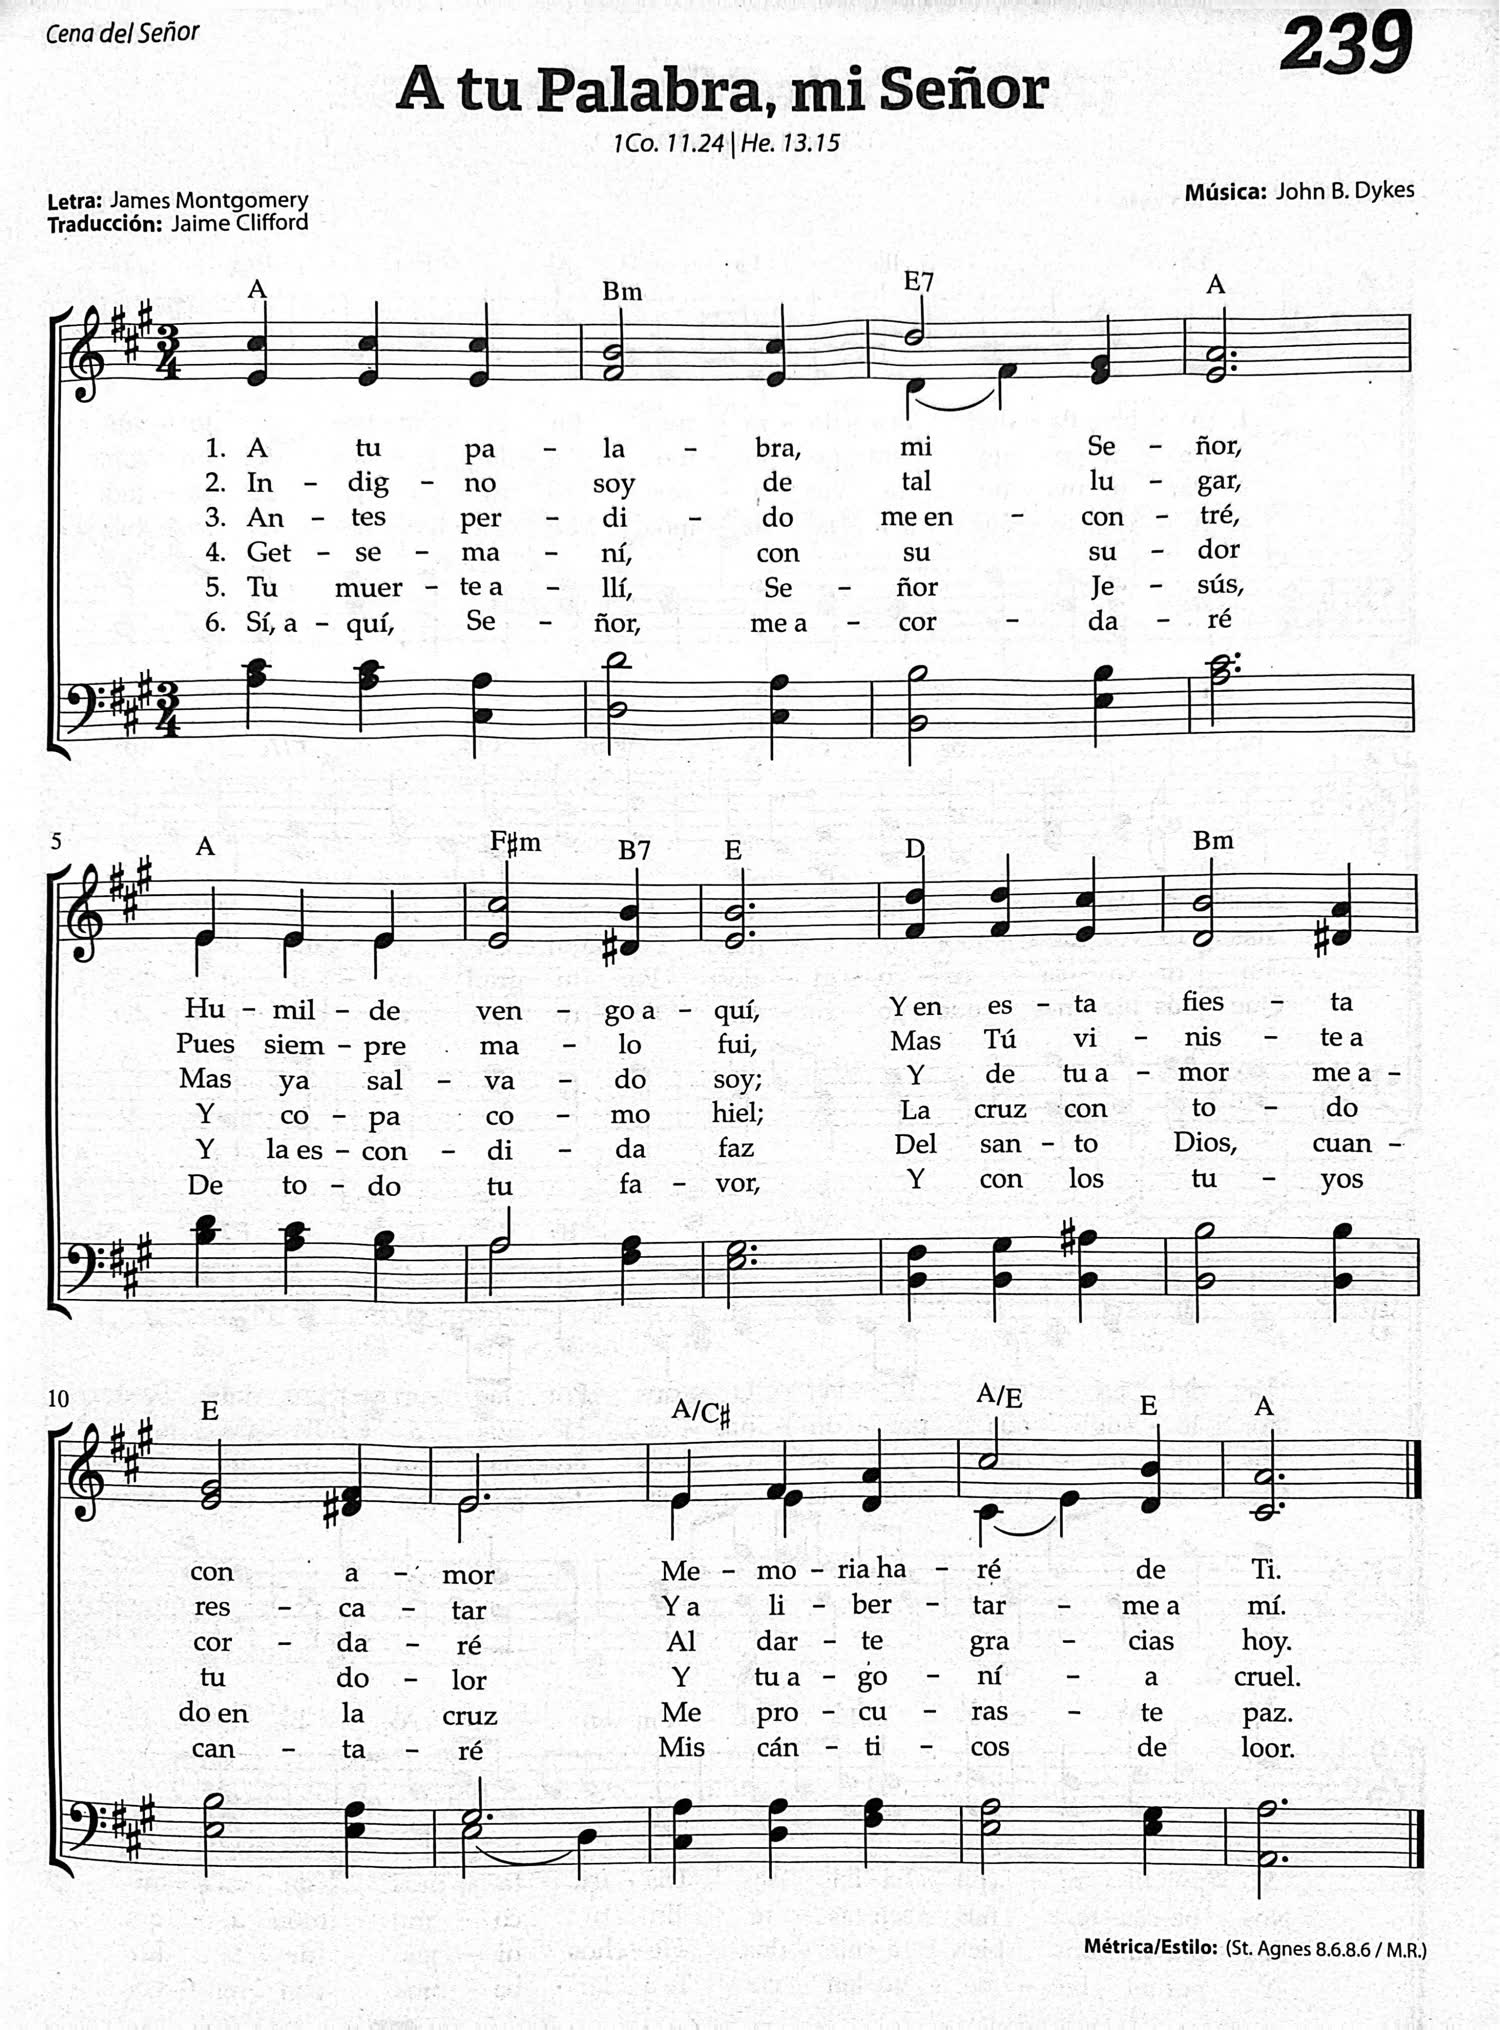 Cena del Señor
239
A tu Palabra, mi Señor
1Co. 11.24 | He. 13.15
Letra: James Montgomery
Traducción: Jaime Clifford
Música: John B. Dykes
A Bm E7 A
1. A tu pa – la – bra, mi Se – ñor,
2. In – dig – no soy de tal lu – gar,
3. An – tes per – di – do me en – con – tré,
4. Get – se – ma – ní, con su su – dor
5. Tu muer – te a – llí, Se – ñor Je – sús,
6. Sí, a – quí, Se – ñor, me a – cor – da – ré
5
A F#m B7 E D Bm
Hu – mil – de ven – go a – quí, Y en es – ta fies – ta
Pues siem – pre ma – lo fui, Mas Tú vi – nis – te a
Mas ya sal – va – do soy; Y de tu a – mor me a –
Y co – pa co – mo hiel; La cruz con to – do
Y la es – con – di – da faz Del san – to Dios, cuan –
De to – do tu fa – vor, Y con los tu – yos
10
E A/C# A/E E A
con a – mor Me – mo – ria ha – ré de Ti.
res – ca – tar Y a li – ber – tar – me a mí.
cor – da – ré Al dar – te gra – cias hoy.
tu do – lor Y tu a – go – ní – a cruel.
do en la cruz Me pro – cu – ras – te paz.
can – ta – ré Mis cán – ti – cos de loor.
Métrica/Estilo: (St. Agnes 8.6.8.6 / M.R.)